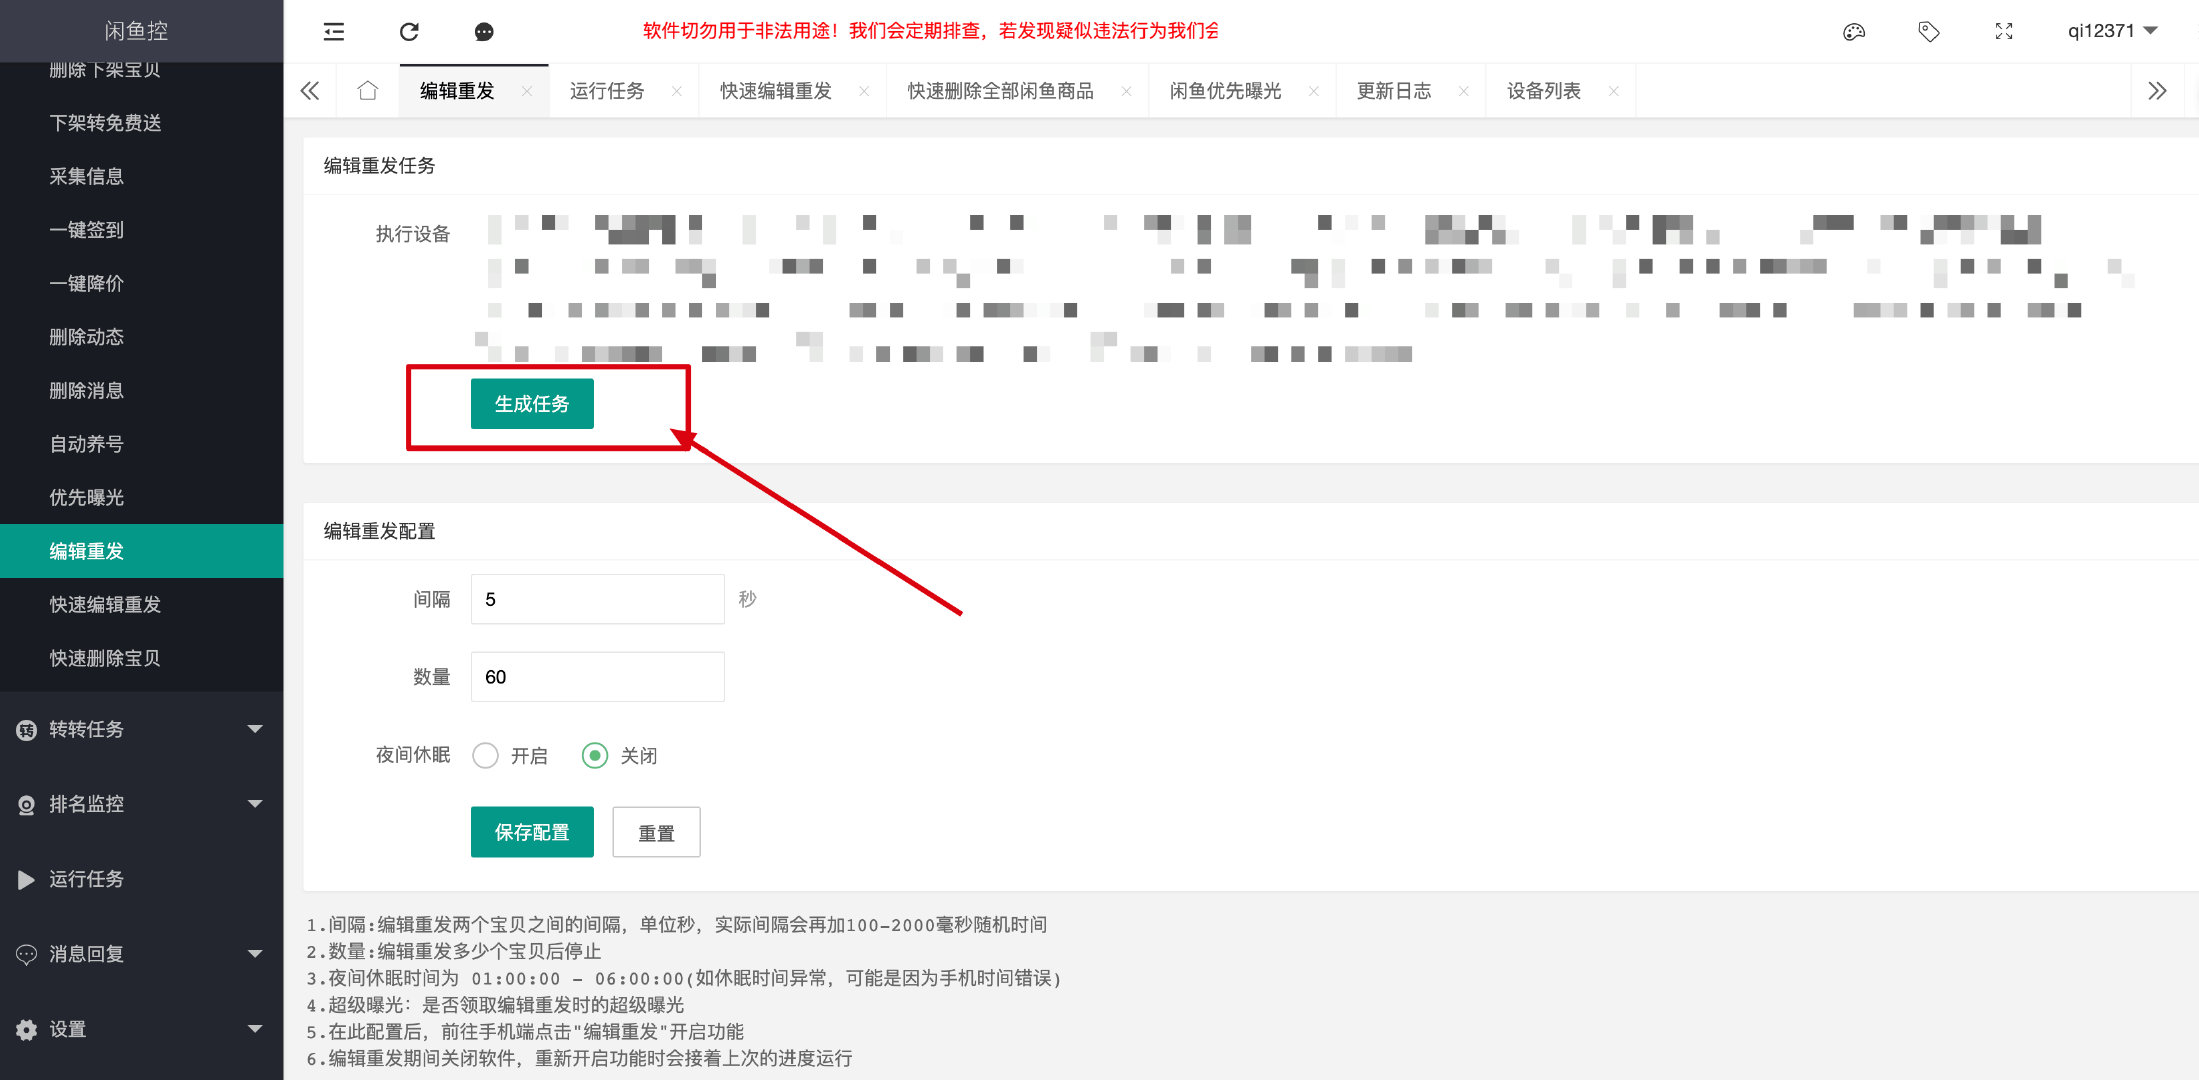 闲鱼控
软件切勿用于非法用途！我们会定期排查，若发现疑似违法行为我们会
qi12371
删除下架宝贝
下架转免费送
采集信息
一键签到
一键降价
删除动态
删除消息
自动养号
优先曝光
编辑重发
快速编辑重发
快速删除宝贝
转转任务
排名监控
运行任务
消息回复
设置
编辑重发 运行任务 快速编辑重发 快速删除全部闲鱼商品 闲鱼优先曝光 更新日志 设备列表
编辑重发任务
执行设备
生成任务
编辑重发配置
间隔 5 秒
数量 60
夜间休眠 开启 关闭
保存配置 重置
1.间隔:编辑重发两个宝贝之间的间隔，单位秒，实际间隔会再加100-2000毫秒随机时间
2.数量:编辑重发多少个宝贝后停止
3.夜间休眠时间为 01:00:00 - 06:00:00(如休眠时间异常，可能是因为手机时间错误)
4.超级曝光：是否领取编辑重发时的超级曝光
5.在此配置后，前往手机端点击"编辑重发"开启功能
6.编辑重发期间关闭软件，重新开启功能时会接着上次的进度运行